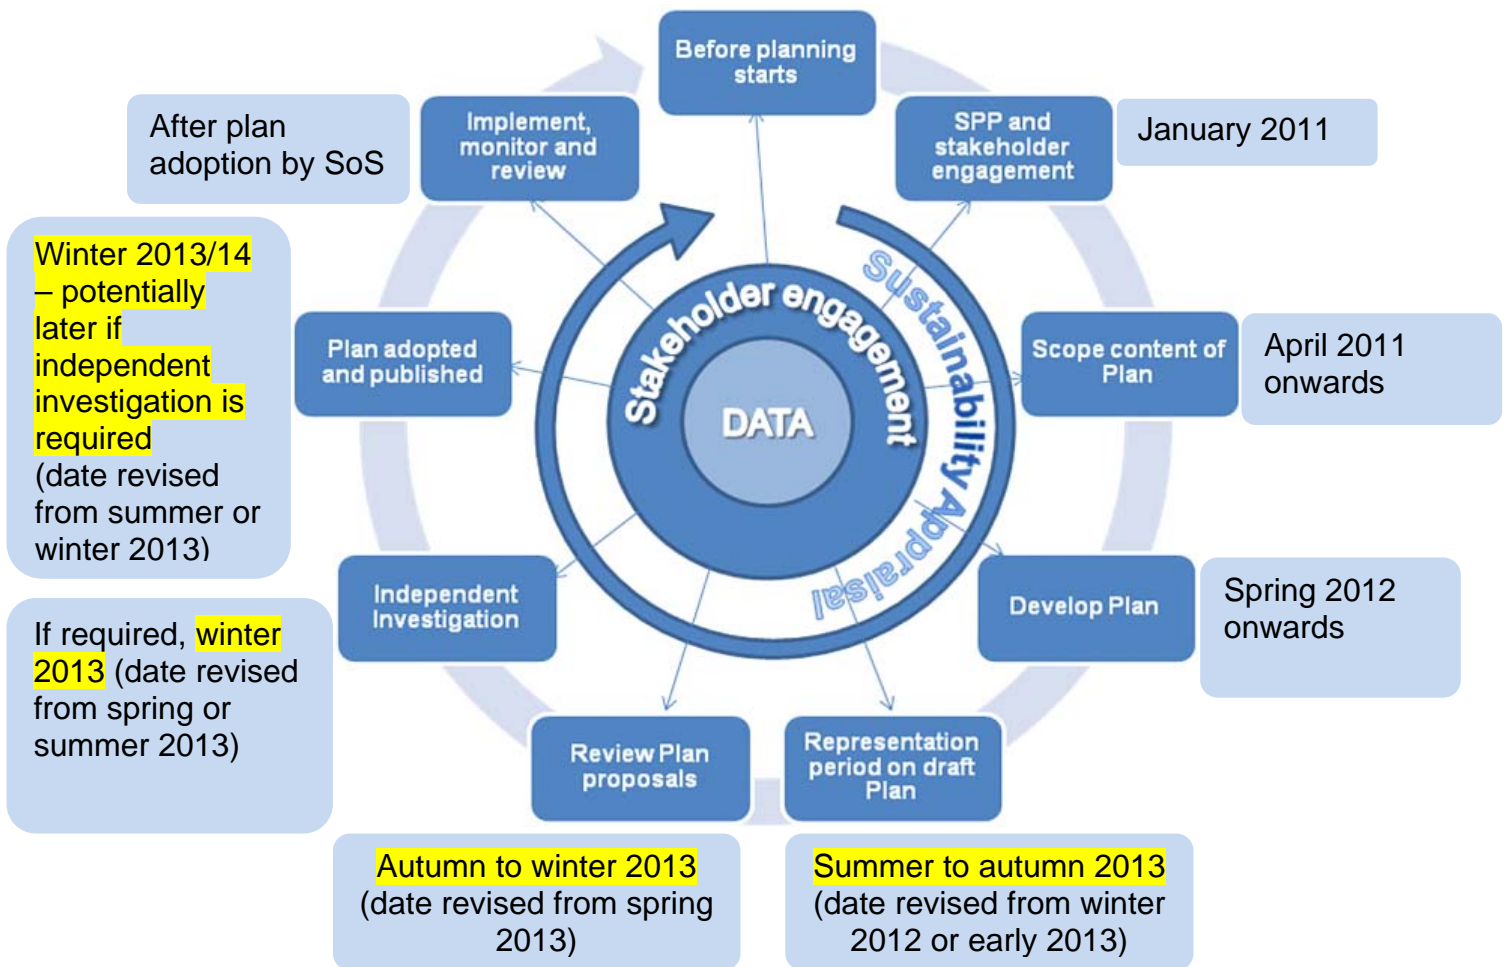 Before planning
starts
SPP and
stakeholder
engagement
January 2011
Scope content of
Plan
April 2011
onwards
Develop Plan
Spring 2012
onwards
Representation
period on draft
Plan
Summer to autumn 2013
(date revised from winter
2012 or early 2013)
Review Plan
proposals
Autumn to winter 2013
(date revised from spring
2013)
Independent
Investigation
If required, winter
2013 (date revised
from spring or
summer 2013)
Plan adopted
and published
Winter 2013/14
– potentially
later if
independent
investigation is
required
(date revised
from summer or
winter 2013)
Implement,
monitor and
review
After plan
adoption by SoS
Stakeholder engagement
Sustainability Appraisal
DATA